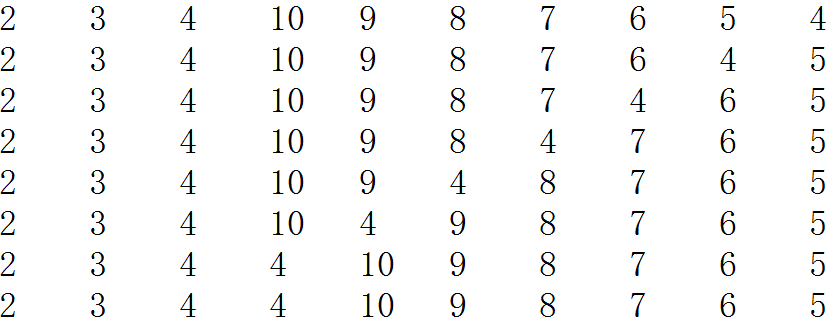 2 3 4 10 9 8 7 6 5 4
2 3 4 10 9 8 7 6 4 5
2 3 4 10 9 8 7 4 6 5
2 3 4 10 9 8 4 7 6 5
2 3 4 10 9 4 8 7 6 5
2 3 4 10 4 9 8 7 6 5
2 3 4 4 10 9 8 7 6 5
2 3 4 4 10 9 8 7 6 5